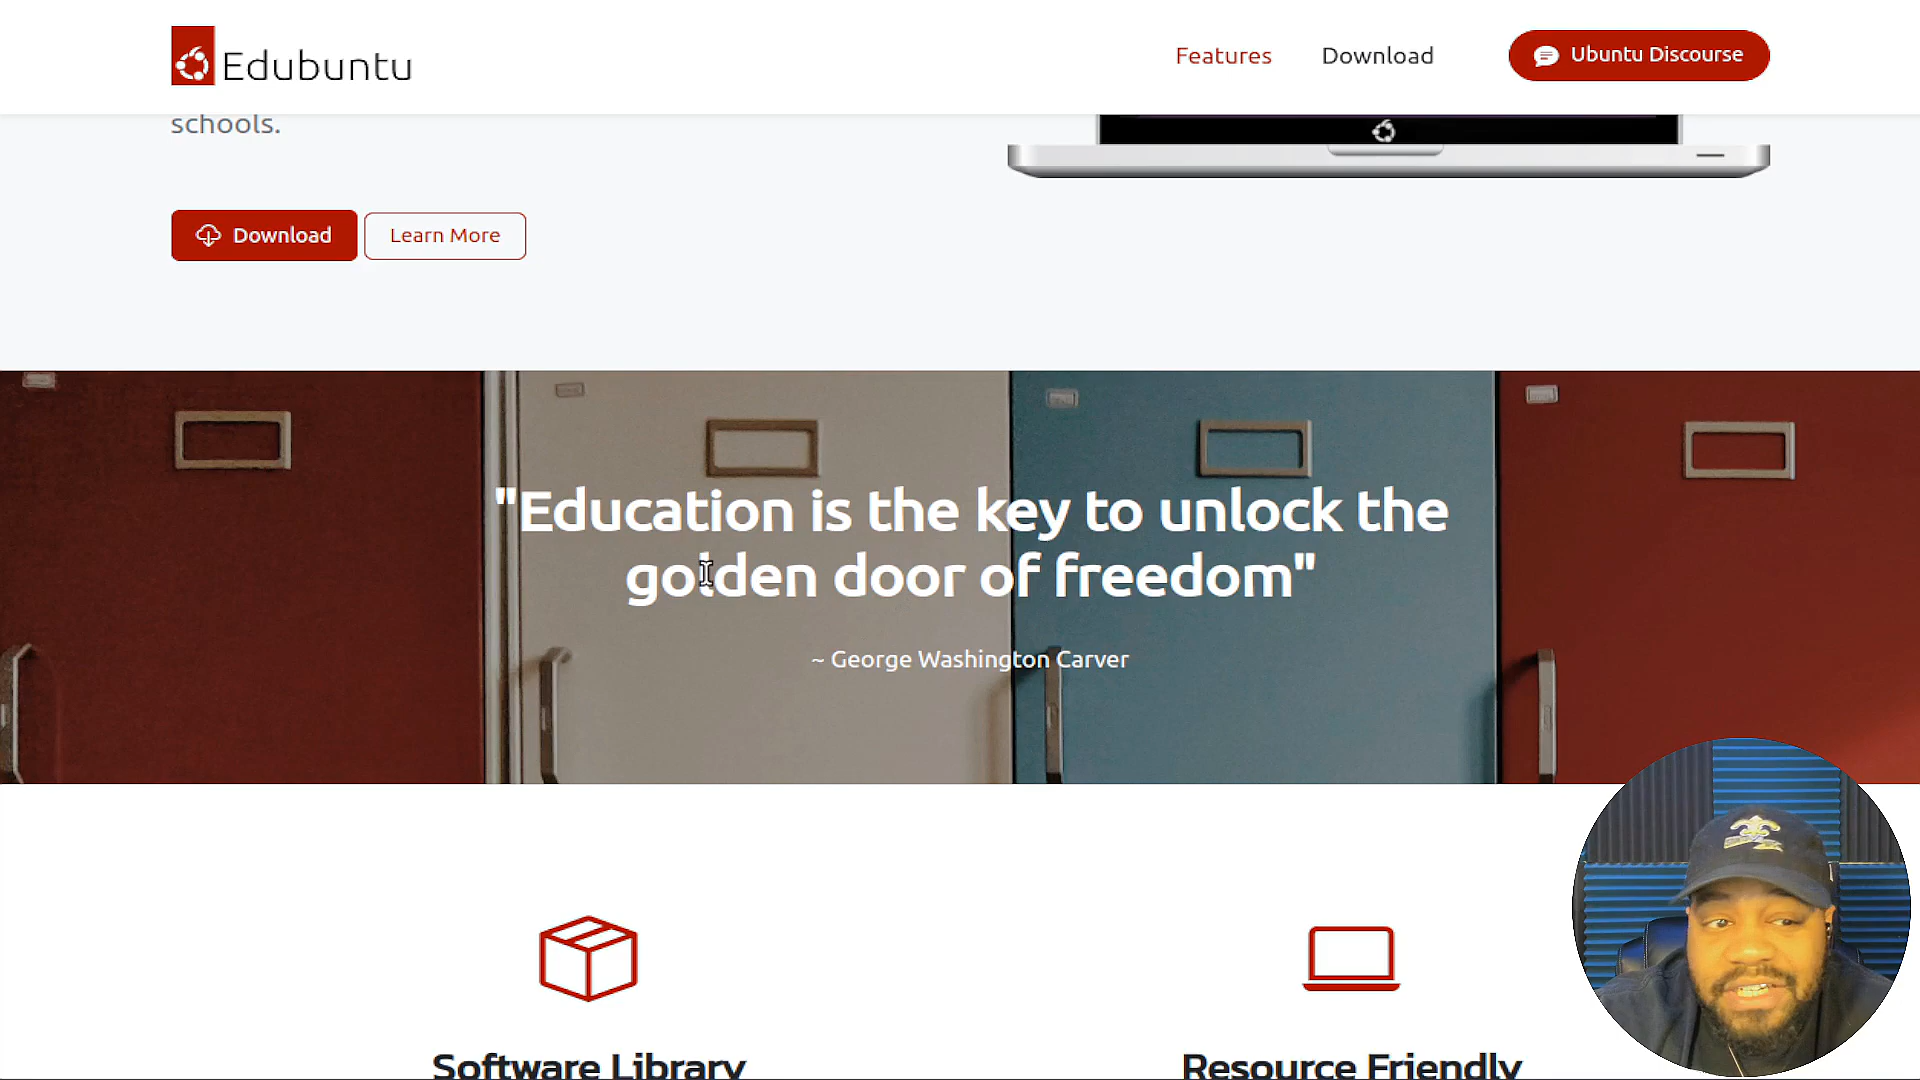 Edubuntu
Features
Download
Ubuntu Discourse
schools.
Download
Learn More
"Education is the key to unlock the
golden door of freedom"
~ George Washington Carver
Software Library
Resource Friendly